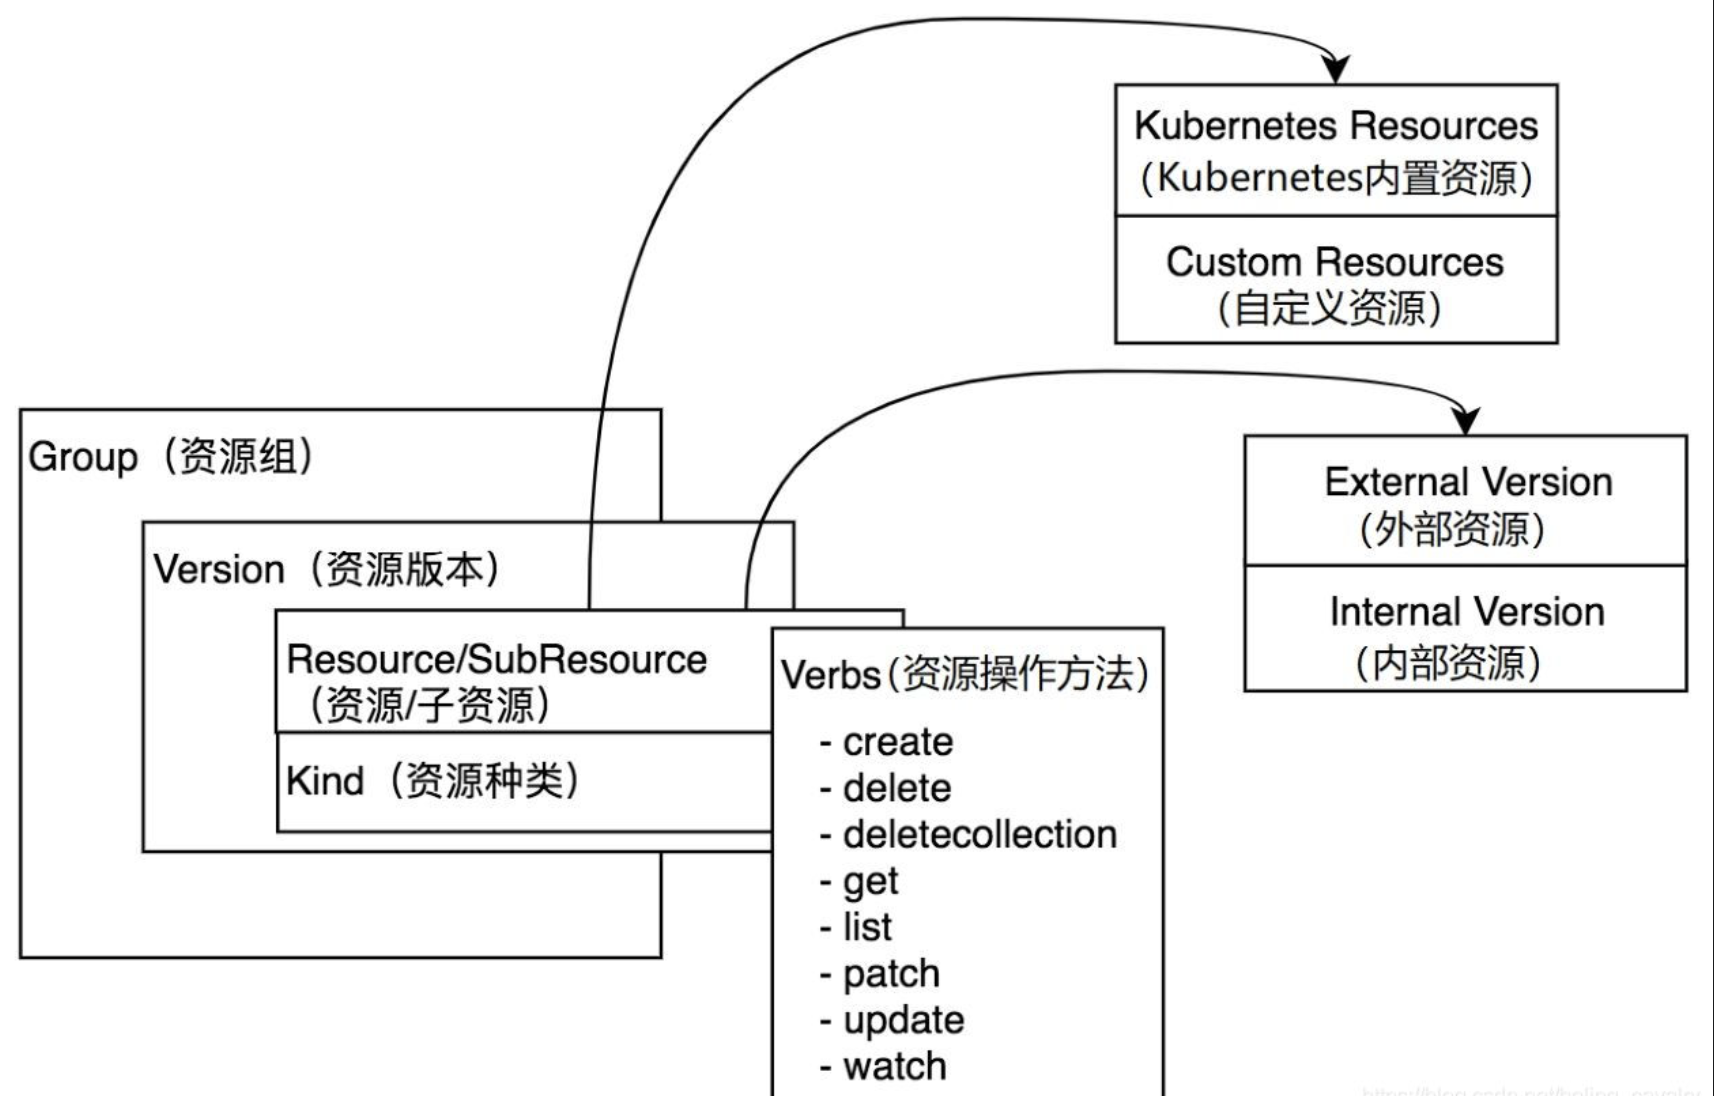 Kubernetes Resources
（Kubernetes内置资源）
Custom Resources
（自定义资源）
Group（资源组）
External Version
（外部资源）
Internal Version
（内部资源）
Version（资源版本）
Resource/SubResource
（资源/子资源）
Kind（资源种类）
Verbs（资源操作方法）
- create
- delete
- deletecollection
- get
- list
- patch
- update
- watch